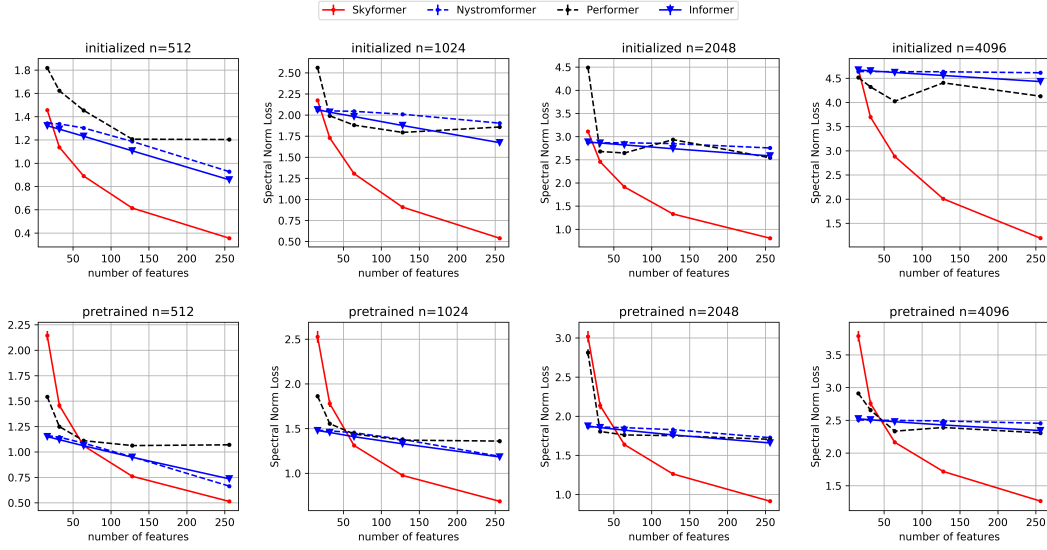 Skyformer Nystromformer Performer Informer
initialized n=512
1.8
1.6
1.4
1.2
1.0
0.8
0.6
0.4
50 100 150 200 250
number of features
initialized n=1024
Spectral Norm Loss
2.50
2.25
2.00
1.75
1.50
1.25
1.00
0.75
0.50
0 50 100 150 200 250
number of features
initialized n=2048
Spectral Norm Loss
4.5
4.0
3.5
3.0
2.5
2.0
1.5
1.0
0 50 100 150 200 250
number of features
initialized n=4096
Spectral Norm Loss
4.5
4.0
3.5
3.0
2.5
2.0
1.5
0 50 100 150 200 250
number of features
pretrained n=512
2.25
2.00
1.75
1.50
1.25
1.00
0.75
0.50
0 50 100 150 200 250
number of features
pretrained n=1024
Spectral Norm Loss
2.5
2.0
1.5
1.0
0 50 100 150 200 250
number of features
pretrained n=2048
Spectral Norm Loss
3.0
2.5
2.0
1.5
1.0
0 50 100 150 200 250
number of features
pretrained n=4096
Spectral Norm Loss
3.5
3.0
2.5
2.0
1.5
0 50 100 150 200 250
number of features